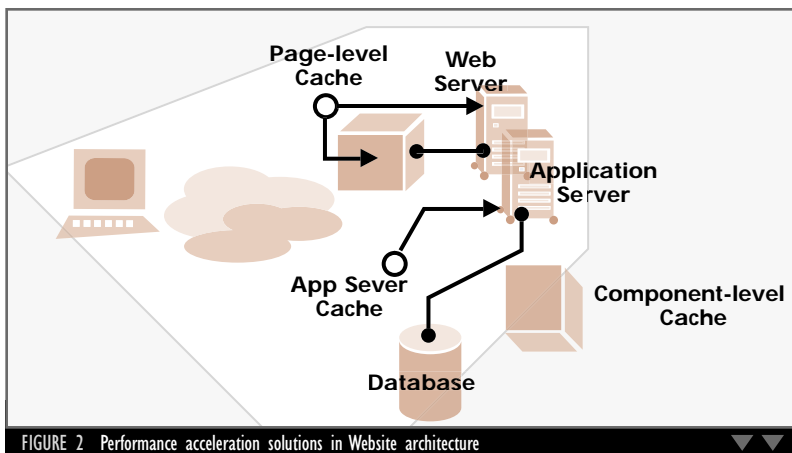 Page-level
Cache
Web
Server
Application
Server
App Sever
Cache
Component-level
Cache
Database
FIGURE 2 Performance acceleration solutions in Website architecture